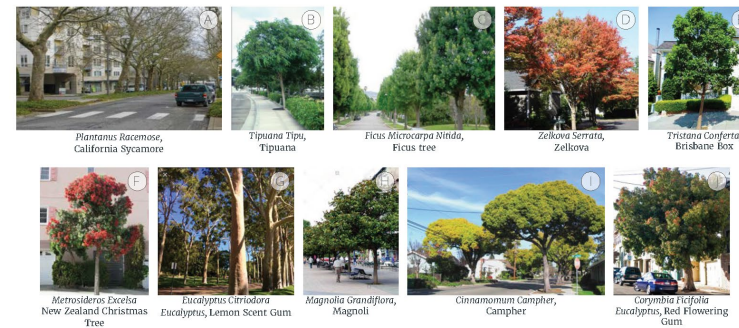 A
B
C
D
Plantanus Racemose,
California Sycamore
Tipuana Tipu,
Tipuana
Ficus Microcarpa Nitida,
Ficus tree
Zelkova Serrata,
Zelkova
Tristana Conferta
Brisbane Box
F
G
H
I
J
Metrosideros Excelsa
New Zealand Christmas
Tree
Eucalyptus Citriodora
Eucalyptus, Lemon Scent Gum
Magnolia Grandiflora,
Magnoli
Cinnamomum Campher,
Campher
Corymbia Ficifolia
Eucalyptus, Red Flowering
Gum